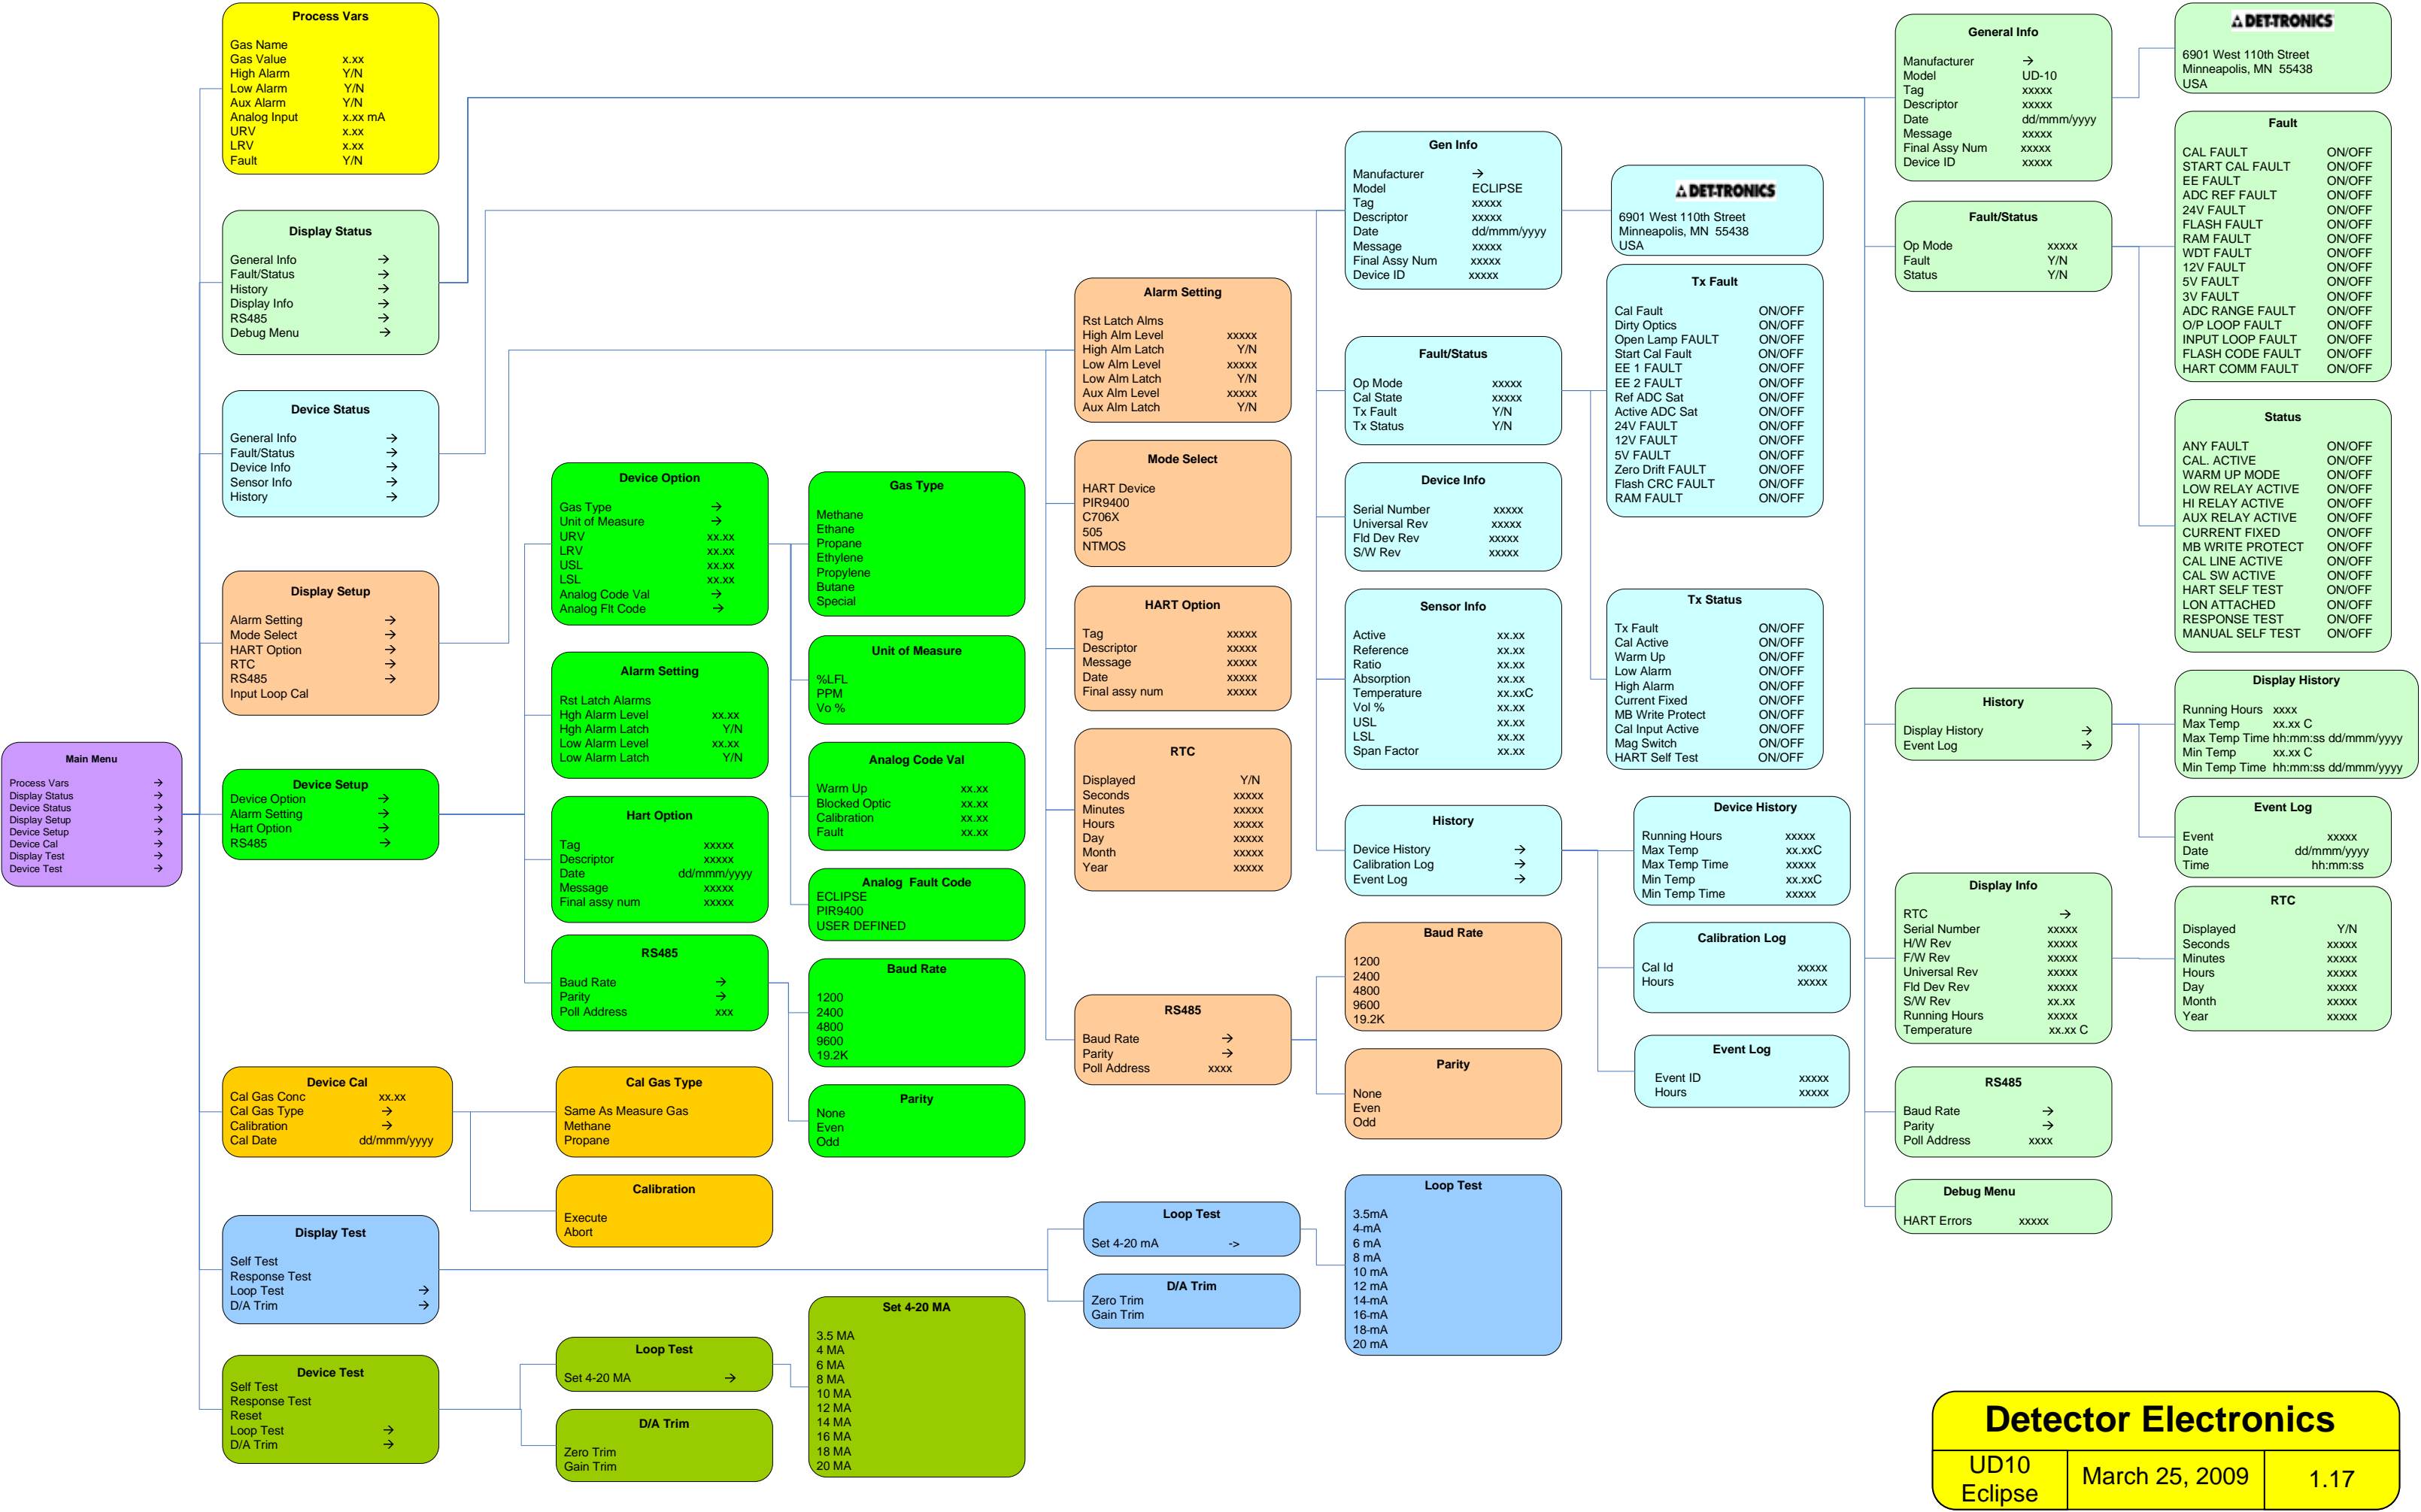 Main Menu
Process Vars →
Display Status →
Device Status →
Display Setup →
Device Setup →
Device Cal →
Display Test →
Device Test →
Process Vars
Gas Name
Gas Value x.xx
High Alarm Y/N
Low Alarm Y/N
Aux Alarm Y/N
Analog Input x.xx mA
URV x.xx
LRV x.xx
Fault Y/N
Display Status
General Info →
Fault/Status →
History →
Display Info →
RS485 →
Debug Menu →
Device Status
General Info →
Fault/Status →
Device Info →
Sensor Info →
History →
Display Setup
Alarm Setting →
Mode Select →
HART Option →
RTC →
RS485 →
Input Loop Cal
Device Setup
Device Option →
Alarm Setting →
Hart Option →
RS485 →
Device Cal
Cal Gas Conc xx.xx
Cal Gas Type →
Calibration →
Cal Date dd/mmm/yyyy
Display Test
Self Test
Response Test
Loop Test →
D/A Trim →
Device Test
Self Test
Response Test
Reset
Loop Test →
D/A Trim →
Device Option
Gas Type →
Unit of Measure →
URV xx.xx
LRV xx.xx
USL xx.xx
LSL xx.xx
Analog Code Val →
Analog Flt Code →
Alarm Setting
Rst Latch Alarms
Hgh Alarm Level xx.xx
Hgh Alarm Latch Y/N
Low Alarm Level xx.xx
Low Alarm Latch Y/N
Hart Option
Tag xxxxx
Descriptor xxxxx
Date dd/mmm/yyyy
Message xxxxx
Final assy num xxxxx
RS485
Baud Rate →
Parity →
Poll Address xxx
Cal Gas Type
Same As Measure Gas
Methane
Propane
Calibration
Execute
Abort
Loop Test
Set 4-20 MA →
D/A Trim
Zero Trim
Gain Trim
Gas Type
Methane
Ethane
Propane
Ethylene
Propylene
Butane
Special
Unit of Measure
%LFL
PPM
Vo %
Analog Code Val
Warm Up xx.xx
Blocked Optic xx.xx
Calibration xx.xx
Fault xx.xx
Analog Fault Code
ECLIPSE
PIR9400
USER DEFINED
Baud Rate
1200
2400
4800
9600
19.2K
Parity
None
Even
Odd
Set 4-20 MA
3.5 MA
4 MA
6 MA
8 MA
10 MA
12 MA
14 MA
16 MA
18 MA
20 MA
Alarm Setting
Rst Latch Alms
High Alm Level xxxxx
High Alm Latch Y/N
Low Alm Level xxxxx
Low Alm Latch Y/N
Aux Alm Level xxxxx
Aux Alm Latch Y/N
Mode Select
HART Device
PIR9400
C706X
505
NTMOS
HART Option
Tag xxxxx
Descriptor xxxxx
Message xxxxx
Date xxxxx
Final assy num xxxxx
RTC
Displayed Y/N
Seconds xxxxx
Minutes xxxxx
Hours xxxxx
Day xxxxx
Month xxxxx
Year xxxxx
RS485
Baud Rate →
Parity →
Poll Address xxxx
Loop Test
Set 4-20 mA ->
D/A Trim
Zero Trim
Gain Trim
Gen Info
Manufacturer →
Model ECLIPSE
Tag xxxxx
Descriptor xxxxx
Date dd/mmm/yyyy
Message xxxxx
Final Assy Num xxxxx
Device ID xxxxx
Fault/Status
Op Mode xxxxx
Cal State xxxxx
Tx Fault Y/N
Tx Status Y/N
Device Info
Serial Number xxxxx
Universal Rev xxxxx
Fld Dev Rev xxxxx
S/W Rev xxxxx
Sensor Info
Active xx.xx
Reference xx.xx
Ratio xx.xx
Absorption xx.xx
Temperature xx.xxC
Vol % xx.xx
USL xx.xx
LSL xx.xx
Span Factor xx.xx
History
Device History →
Calibration Log →
Event Log →
Baud Rate
1200
2400
4800
9600
19.2K
Parity
None
Even
Odd
Loop Test
3.5mA
4-mA
6 mA
8 mA
10 mA
12 mA
14-mA
16-mA
18-mA
20 mA
DET-TRONICS
6901 West 110th Street
Minneapolis, MN 55438
USA
Tx Fault
Cal Fault ON/OFF
Dirty Optics ON/OFF
Open Lamp FAULT ON/OFF
Start Cal Fault ON/OFF
EE 1 FAULT ON/OFF
EE 2 FAULT ON/OFF
Ref ADC Sat ON/OFF
Active ADC Sat ON/OFF
24V FAULT ON/OFF
12V FAULT ON/OFF
5V FAULT ON/OFF
Zero Drift FAULT ON/OFF
Flash CRC FAULT ON/OFF
RAM FAULT ON/OFF
Tx Status
Tx Fault ON/OFF
Cal Active ON/OFF
Warm Up ON/OFF
Low Alarm ON/OFF
High Alarm ON/OFF
Current Fixed ON/OFF
MB Write Protect ON/OFF
Cal Input Active ON/OFF
Mag Switch ON/OFF
HART Self Test ON/OFF
Device History
Running Hours xxxxx
Max Temp xx.xxC
Max Temp Time xxxxx
Min Temp xx.xxC
Min Temp Time xxxxx
Calibration Log
Cal Id xxxxx
Hours xxxxx
Event Log
Event ID xxxxx
Hours xxxxx
General Info
Manufacturer →
Model UD-10
Tag xxxxx
Descriptor xxxxx
Date dd/mmm/yyyy
Message xxxxx
Final Assy Num xxxxx
Device ID xxxxx
Fault/Status
Op Mode xxxxx
Fault Y/N
Status Y/N
History
Display History →
Event Log →
Display Info
RTC →
Serial Number xxxxx
H/W Rev xxxxx
F/W Rev xxxxx
Universal Rev xxxxx
Fld Dev Rev xxxxx
S/W Rev xx.xx
Running Hours xxxxx
Temperature xx.xx C
RS485
Baud Rate →
Parity →
Poll Address xxxx
Debug Menu
HART Errors xxxxx
DET-TRONICS
6901 West 110th Street
Minneapolis, MN 55438
USA
Fault
CAL FAULT ON/OFF
START CAL FAULT ON/OFF
EE FAULT ON/OFF
ADC REF FAULT ON/OFF
24V FAULT ON/OFF
FLASH FAULT ON/OFF
RAM FAULT ON/OFF
WDT FAULT ON/OFF
12V FAULT ON/OFF
5V FAULT ON/OFF
3V FAULT ON/OFF
ADC RANGE FAULT ON/OFF
O/P LOOP FAULT ON/OFF
INPUT LOOP FAULT ON/OFF
FLASH CODE FAULT ON/OFF
HART COMM FAULT ON/OFF
Status
ANY FAULT ON/OFF
CAL. ACTIVE ON/OFF
WARM UP MODE ON/OFF
LOW RELAY ACTIVE ON/OFF
HI RELAY ACTIVE ON/OFF
AUX RELAY ACTIVE ON/OFF
CURRENT FIXED ON/OFF
MB WRITE PROTECT ON/OFF
CAL LINE ACTIVE ON/OFF
CAL SW ACTIVE ON/OFF
HART SELF TEST ON/OFF
LON ATTACHED ON/OFF
RESPONSE TEST ON/OFF
MANUAL SELF TEST ON/OFF
Display History
Running Hours xxxx
Max Temp xx.xx C
Max Temp Time hh:mm:ss dd/mmm/yyyy
Min Temp xx.xx C
Min Temp Time hh:mm:ss dd/mmm/yyyy
Event Log
Event xxxxx
Date dd/mmm/yyyy
Time hh:mm:ss
RTC
Displayed Y/N
Seconds xxxxx
Minutes xxxxx
Hours xxxxx
Day xxxxx
Month xxxxx
Year xxxxx
Detector Electronics
UD10
Eclipse
March 25, 2009
1.17